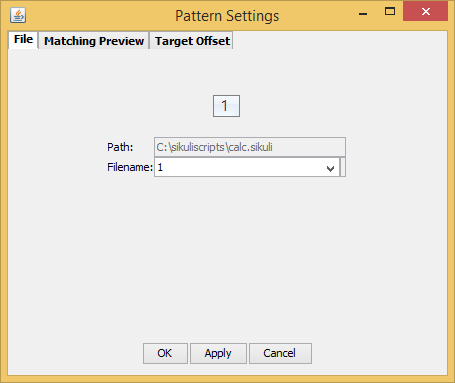 Pattern Settings
File Matching Preview Target Offset
1
Path: C:\sikuliscripts\calc.sikuli
Filename: 1
OK Apply Cancel